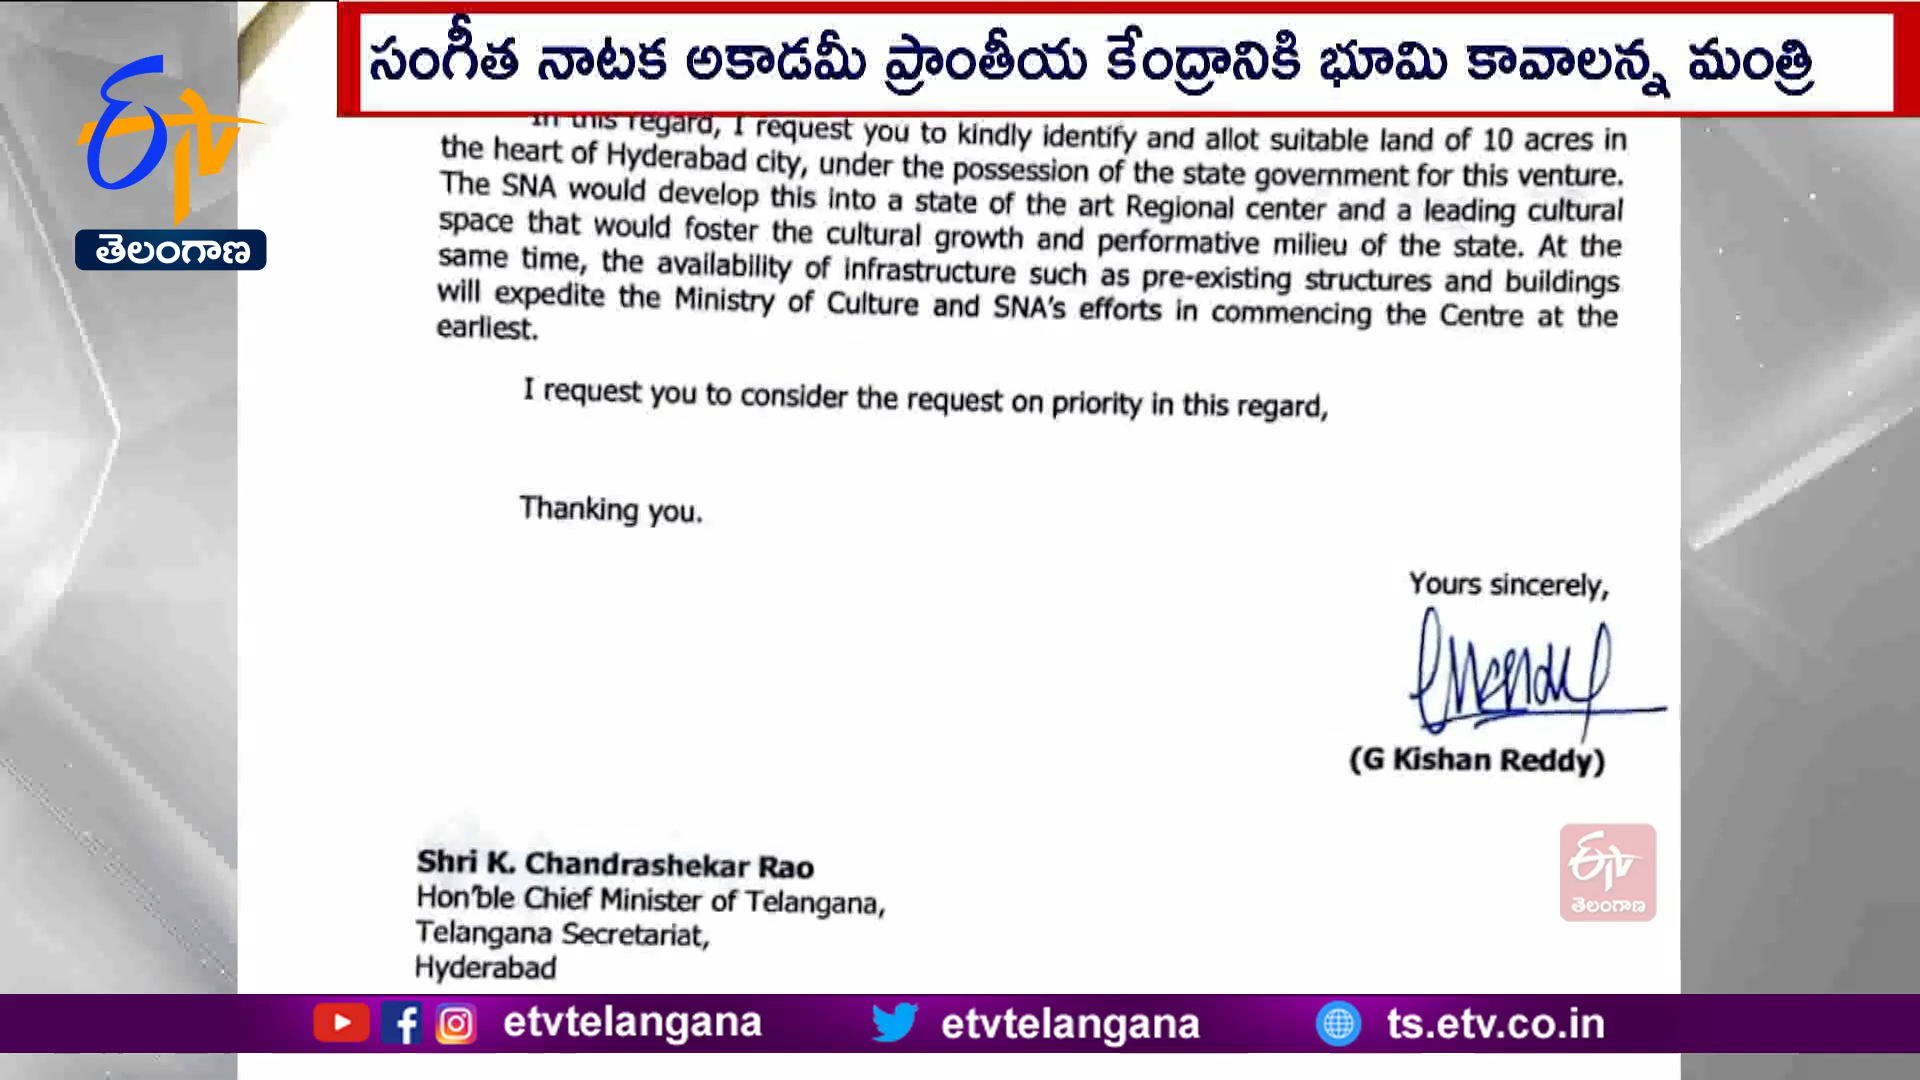 సంగీత నాటక అకాడమీ ప్రాంతీయ కేంద్రానికి భూమి కావాలన్న మంత్రి
ETV
తెలంగాణ
In this regard, I request you to kindly identify and allot suitable land of 10 acres in
the heart of Hyderabad city, under the possession of the state government for this venture.
The SNA would develop this into a state of the art Regional center and a leading cultural
space that would foster the cultural growth and performative milieu of the state. At the
same time, the availability of infrastructure such as pre-existing structures and buildings
will expedite the Ministry of Culture and SNA's efforts in commencing the Centre at the
earliest.
I request you to consider the request on priority in this regard,
Thanking you.
Yours sincerely,
(G Kishan Reddy)
ETV
తెలంగాణ
Shri K. Chandrashekar Rao
Hon'ble Chief Minister of Telangana,
Telangana Secretariat,
Hyderabad
etvtelangana etvtelangana ts.etv.co.in